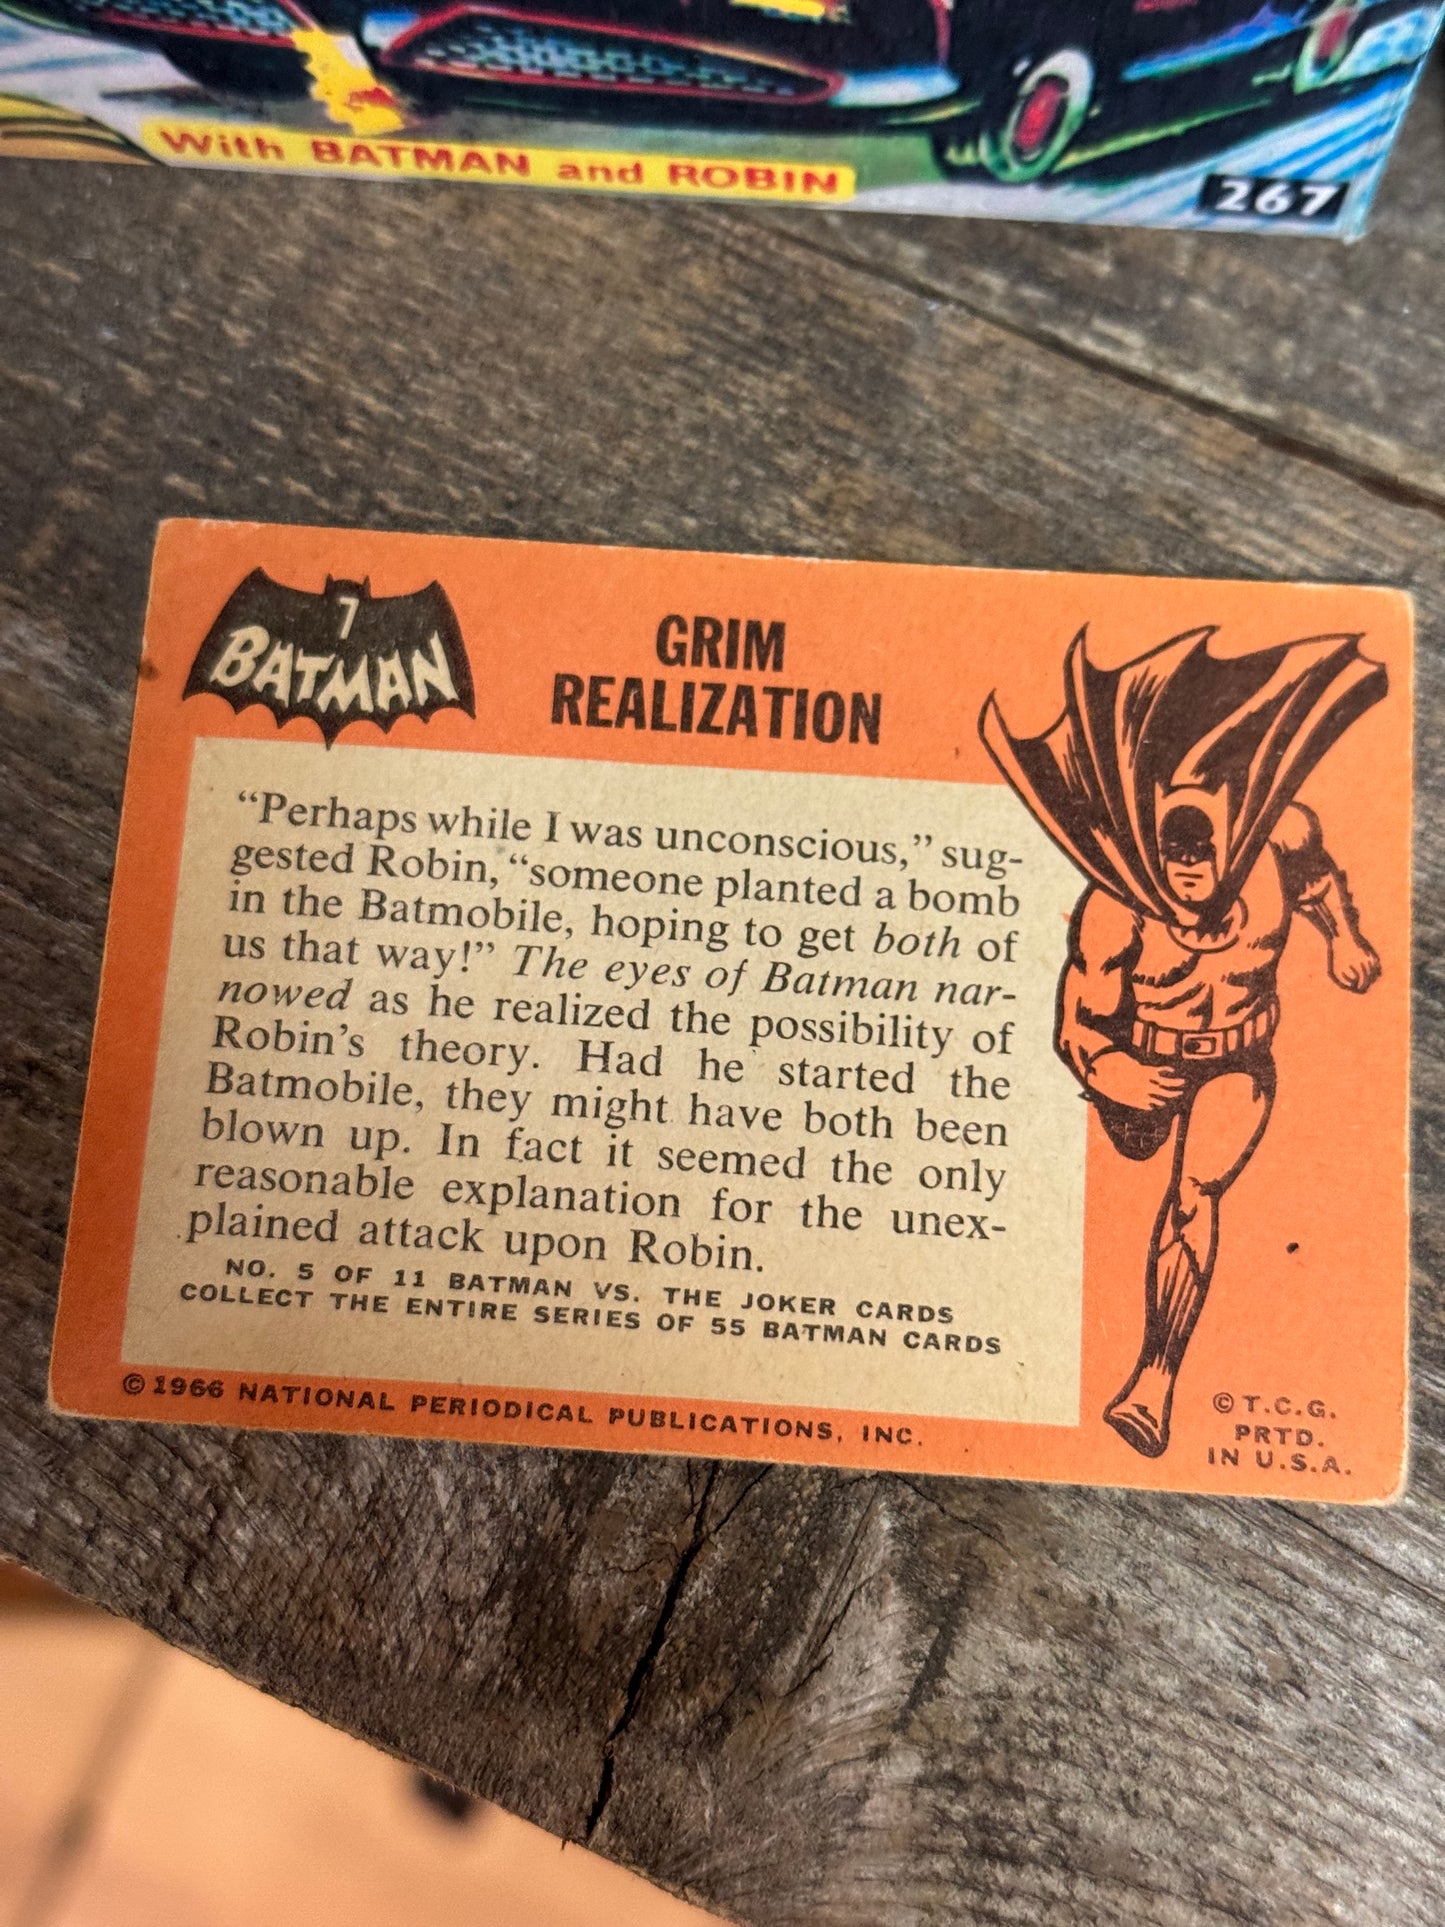 With BATMAN and ROBIN
267
7
BATMAN
GRIM
REALIZATION
“Perhaps while I was unconscious,” sug-
gested Robin, “someone planted a bomb
in the Batmobile, hoping to get both of
us that way!” The eyes of Batman nar-
rowed as he realized the possibility of
Robin’s theory. Had he started the
Batmobile, they might have both been
blown up. In fact it seemed the only
reasonable explanation for the unex-
plained attack upon Robin.
NO. 5 OF 11 BATMAN VS. THE JOKER CARDS
COLLECT THE ENTIRE SERIES OF 55 BATMAN CARDS
© 1966 NATIONAL PERIODICAL PUBLICATIONS, INC.
© T.C.G.
PRTD.
IN U.S.A.